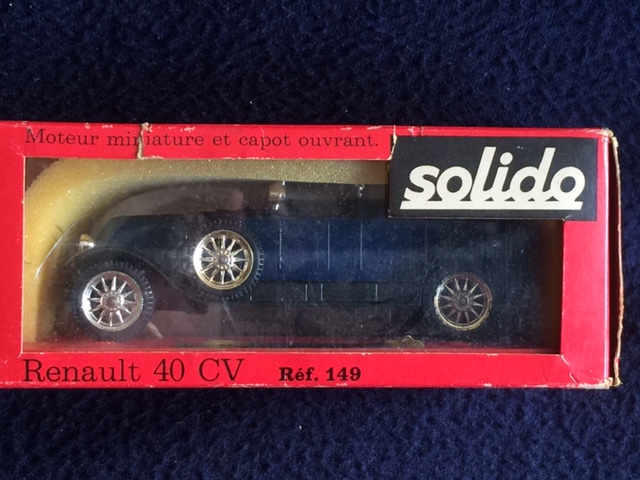 Moteur miniature et capot ouvrant.
solido
Renault 40 CV Réf. 149